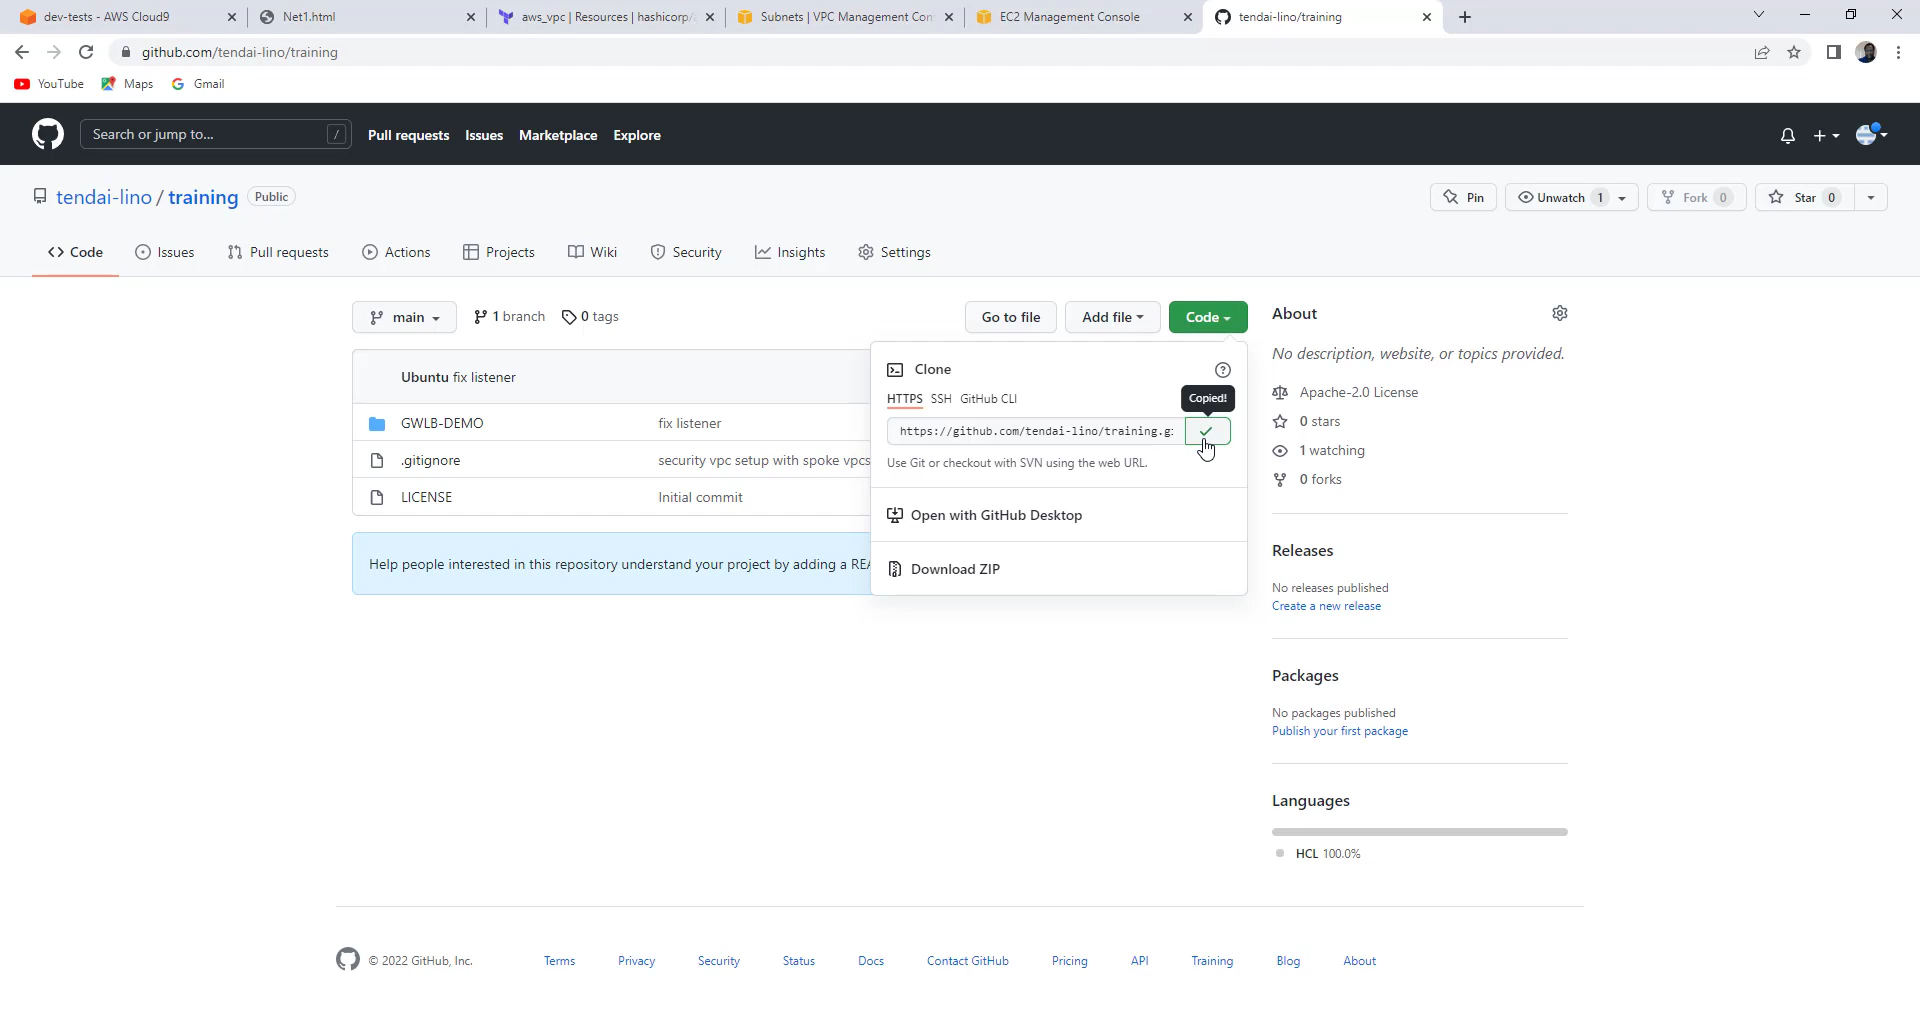 dev-tests - AWS Cloud9
Net1.html
aws_vpc | Resources | hashicorp/
Subnets | VPC Management Con
EC2 Management Console
tendai-lino/training
github.com/tendai-lino/training
YouTube
Maps
Gmail
Search or jump to...
/
Pull requests
Issues
Marketplace
Explore
tendai-lino / training
Public
Pin
Unwatch 1
Fork 0
Star 0
Code
Issues
Pull requests
Actions
Projects
Wiki
Security
Insights
Settings
main
1 branch
0 tags
Go to file
Add file
Code
Ubuntu fix listener
GWLB-DEMO
fix listener
.gitignore
security vpc setup with spoke vpcs
LICENSE
Initial commit
Help people interested in this repository understand your project by adding a REA
Clone
HTTPS SSH GitHub CLI
Copied!
https://github.com/tendai-lino/training.gi
Use Git or checkout with SVN using the web URL.
Open with GitHub Desktop
Download ZIP
About
No description, website, or topics provided.
Apache-2.0 License
0 stars
1 watching
0 forks
Releases
No releases published
Create a new release
Packages
No packages published
Publish your first package
Languages
HCL 100.0%
© 2022 GitHub, Inc.
Terms
Privacy
Security
Status
Docs
Contact GitHub
Pricing
API
Training
Blog
About